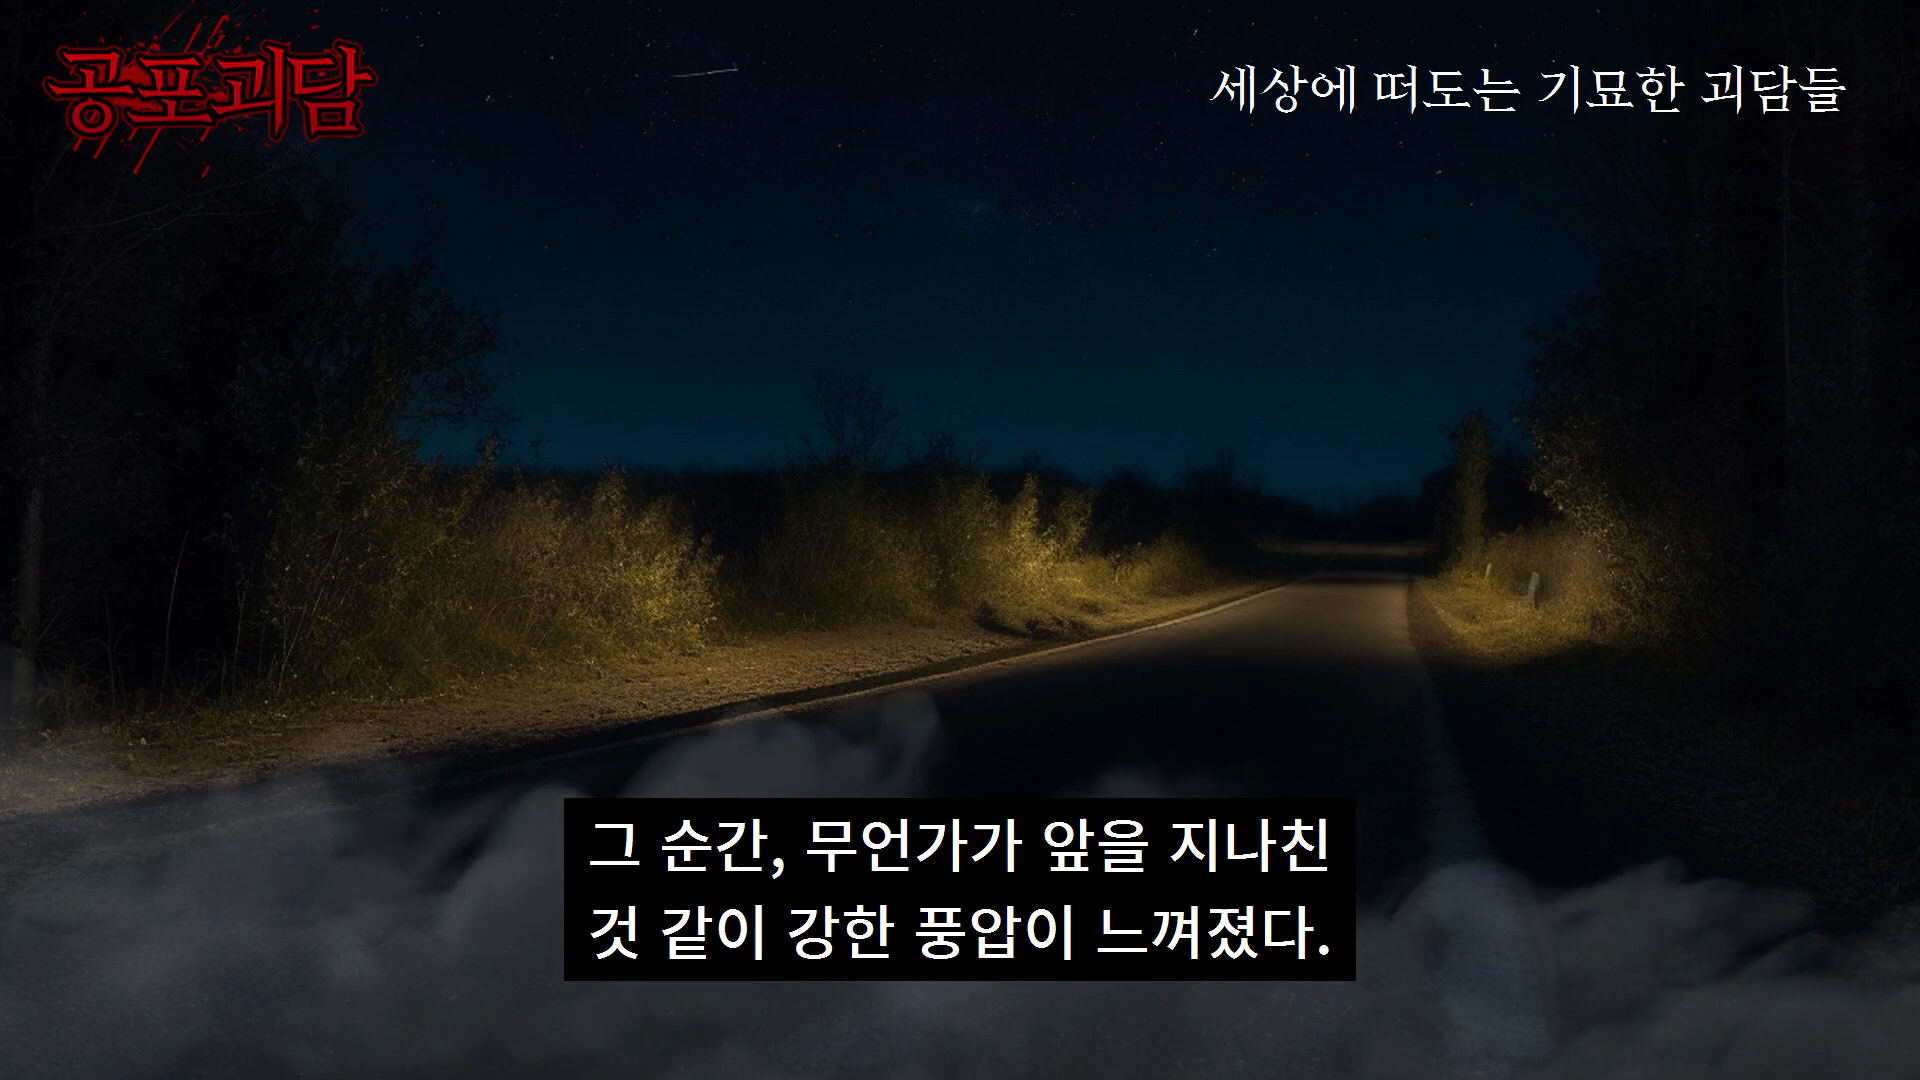 공포괴담
세상에 떠도는 기묘한 괴담들
그 순간, 무언가가 앞을 지나친
것 같이 강한 풍압이 느껴졌다.